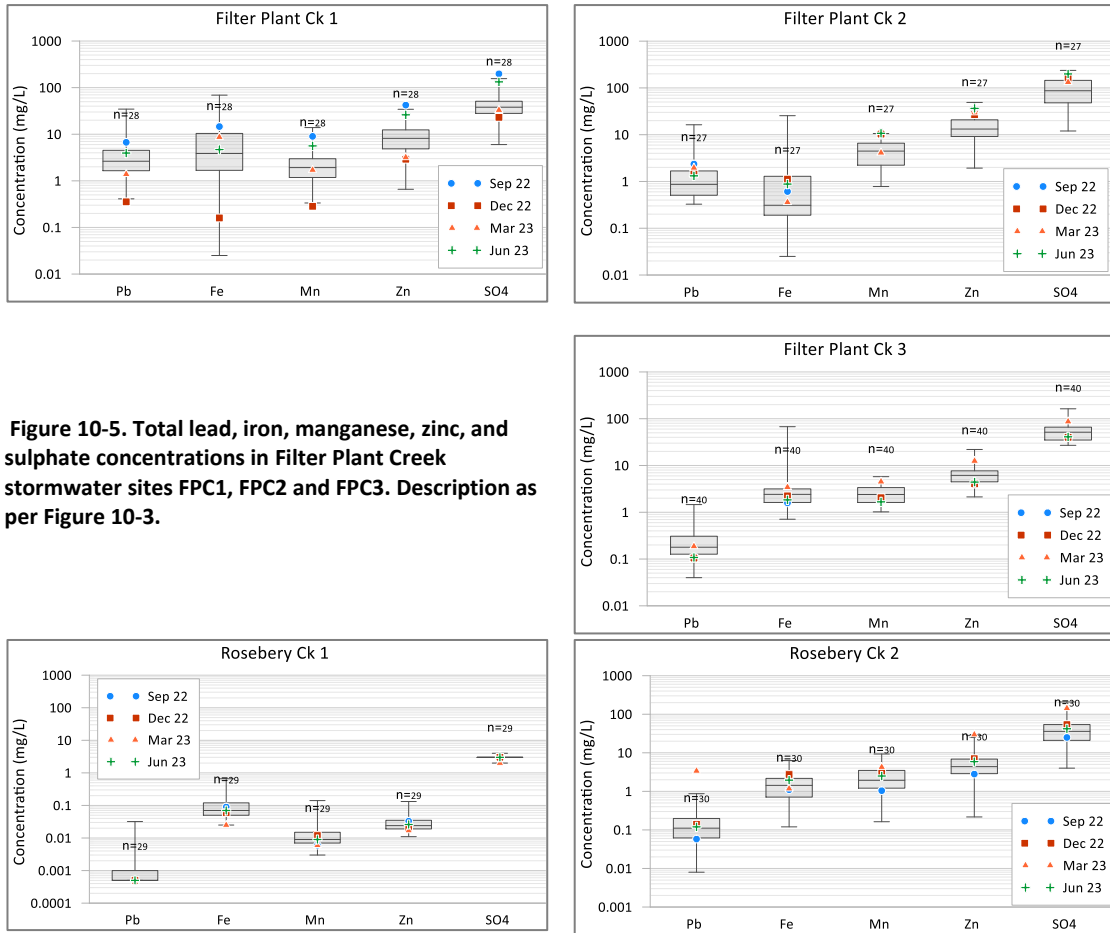 Filter Plant Ck 1
Concentration (mg/L)
1000
100
10
1
0.1
0.01
n=28
n=28
n=28
n=28
n=28
Pb Fe Mn Zn SO4
Sep 22
Dec 22
Mar 23
Jun 23
Filter Plant Ck 2
Concentration (mg/L)
1000
100
10
1
0.1
0.01
n=27
n=27
n=27
n=27
n=27
Pb Fe Mn Zn SO4
Sep 22
Dec 22
Mar 23
Jun 23
Figure 10-5. Total lead, iron, manganese, zinc, and
sulphate concentrations in Filter Plant Creek
stormwater sites FPC1, FPC2 and FPC3. Description as
per Figure 10-3.
Filter Plant Ck 3
Concentration (mg/L)
1000
100
10
1
0.1
0.01
n=40
n=40
n=40
n=40
n=40
Pb Fe Mn Zn SO4
Sep 22
Dec 22
Mar 23
Jun 23
Rosebery Ck 1
Concentration (mg/L)
1000
100
10
1
0.1
0.01
0.001
0.0001
Sep 22
Dec 22
Mar 23
Jun 23
n=29
n=29
n=29
n=29
n=29
Pb Fe Mn Zn SO4
Rosebery Ck 2
Concentration (mg/L)
1000
100
10
1
0.1
0.01
0.001
n=30
n=30
n=30
n=30
n=30
Pb Fe Mn Zn SO4
Sep 22
Dec 22
Mar 23
Jun 23